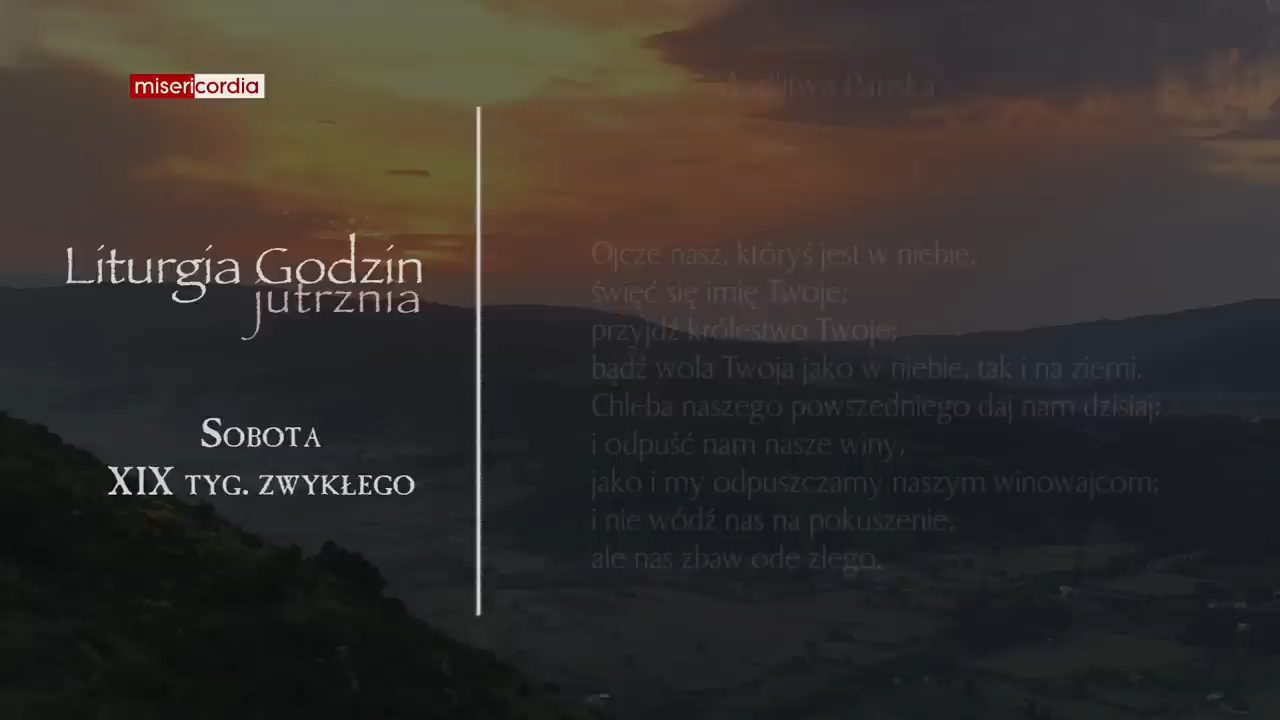 misericordia
Liturgia Godzin
jutrznia
Sobota
XIX tyg. zwykłego
Modlitwa Pańska
Ojcze nasz, któryś jest w niebie,
święć się imię Twoje;
przyjdź królestwo Twoje;
bądź wola Twoja jako w niebie, tak i na ziemi.
Chleba naszego powszedniego daj nam dzisiaj;
i odpuść nam nasze winy,
jako i my odpuszczamy naszym winowajcom;
i nie wódź nas na pokuszenie,
ale nas zbaw ode złego.